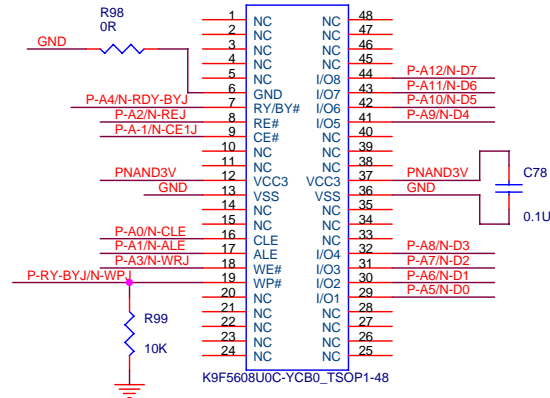 R98
0R
GND
1 NC NC 48
2 NC NC 47
3 NC NC 46
4 NC NC 45
5 NC I/O8 44 P-A12/N-D7
6 GND I/O7 43 P-A11/N-D6
P-A4/N-RDY-BYJ 7 RY/BY# I/O6 42 P-A10/N-D5
P-A2/N-REJ 8 RE# I/O5 41 P-A9/N-D4
P-A-1/N-CE1J 9 CE# NC 40
10 NC NC 39
11 NC NC 38
PNAND3V 12 VCC3 VCC3 37 PNAND3V
GND 13 VSS VSS 36 GND
14 NC NC 35
15 NC NC 34
P-A0/N-CLE 16 CLE NC 33
P-A1/N-ALE 17 ALE I/O4 32 P-A8/N-D3
P-A3/N-WRJ 18 WE# I/O3 31 P-A7/N-D2
P-RY-BYJ/N-WPJ 19 WP# I/O2 30 P-A6/N-D1
20 NC I/O1 29 P-A5/N-D0
21 NC NC 28
22 NC NC 27
23 NC NC 26
24 NC NC 25
C78
0.1U
R99
10K
K9F5608U0C-YCB0_TSOP1-48